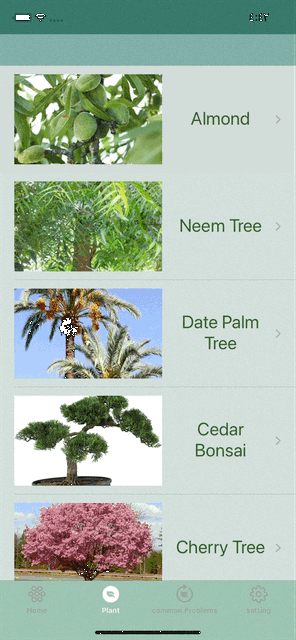 Almond
Neem Tree
Date Palm
Tree
Cedar
Bonsai
Cherry Tree
Home
Plant
common Problems
setting